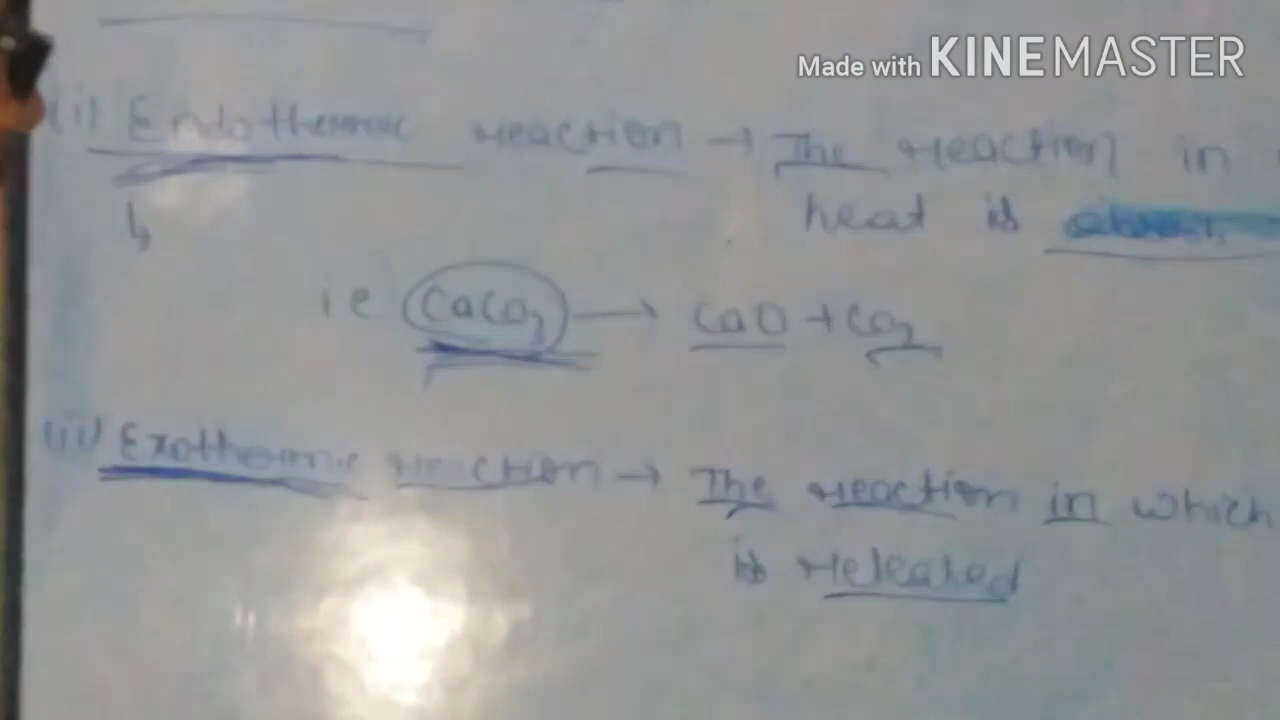 Made with KINEMASTER
(i) Endothermic reaction → The reaction in
heat is
ie CaCO3 → CaO + CO2
(ii) Exothermic reaction → The reaction in which
is released